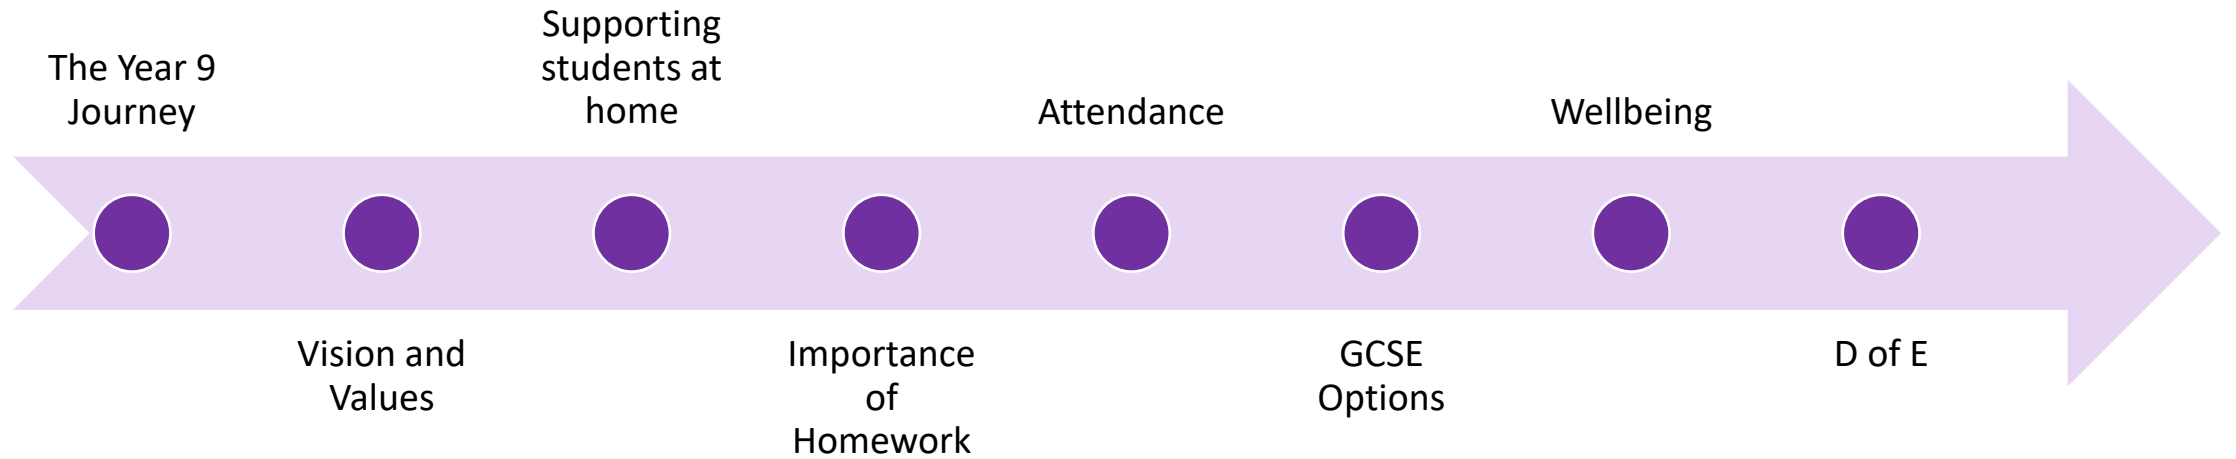 The Year 9
Journey
Vision and
Values
Supporting
students at
home
Importance
of
Homework
Attendance
GCSE
Options
Wellbeing
D of E